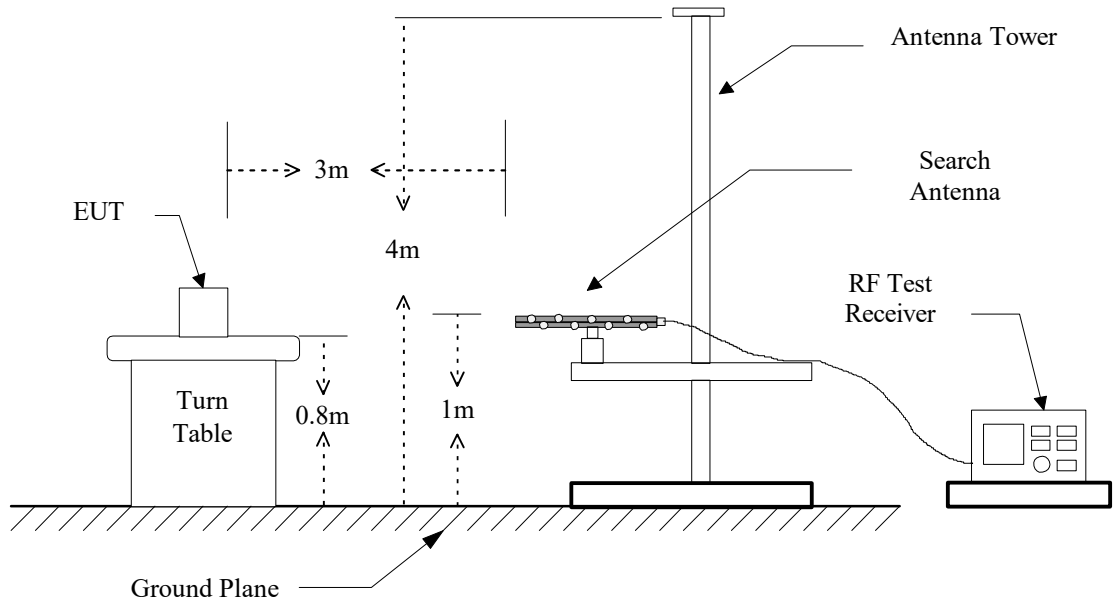 Antenna Tower
3m
Search
Antenna
EUT
4m
RF Test
Receiver
Turn
Table
0.8m
1m
Ground Plane